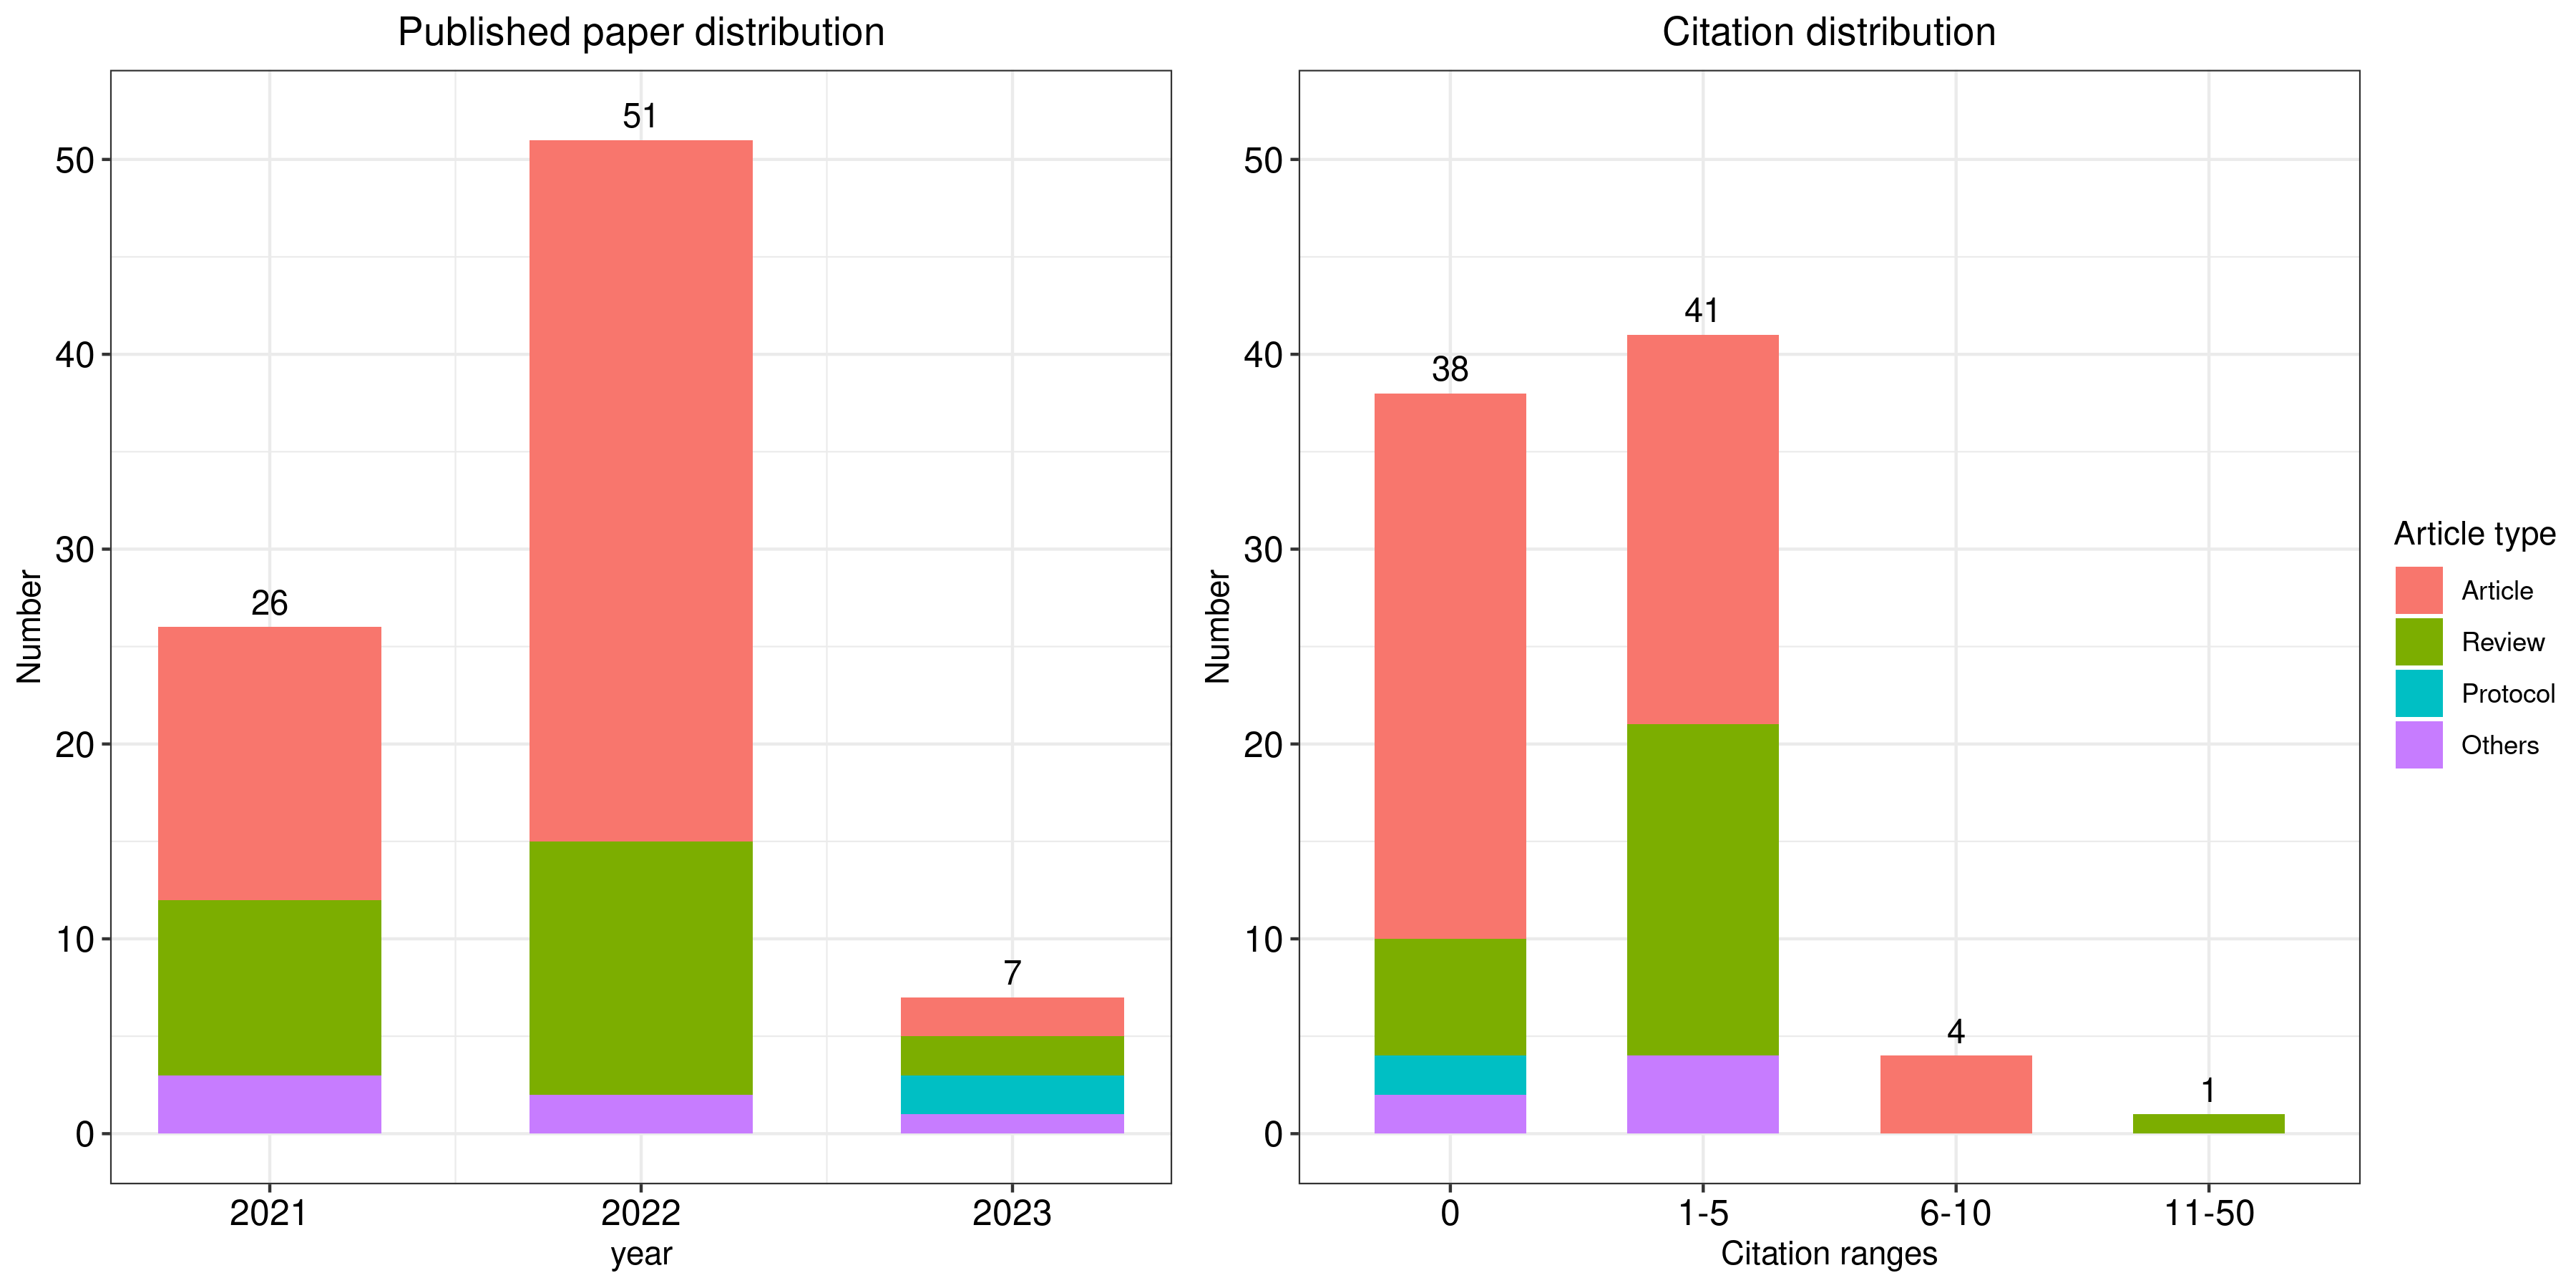 Published paper distribution
51
50
40
30
26
20
10
7
0
Number
2021
2022
2023
year
Citation distribution
50
41
40
38
30
20
10
4
1
0
Number
0
1-5
6-10
11-50
Citation ranges
Article type
Article
Review
Protocol
Others